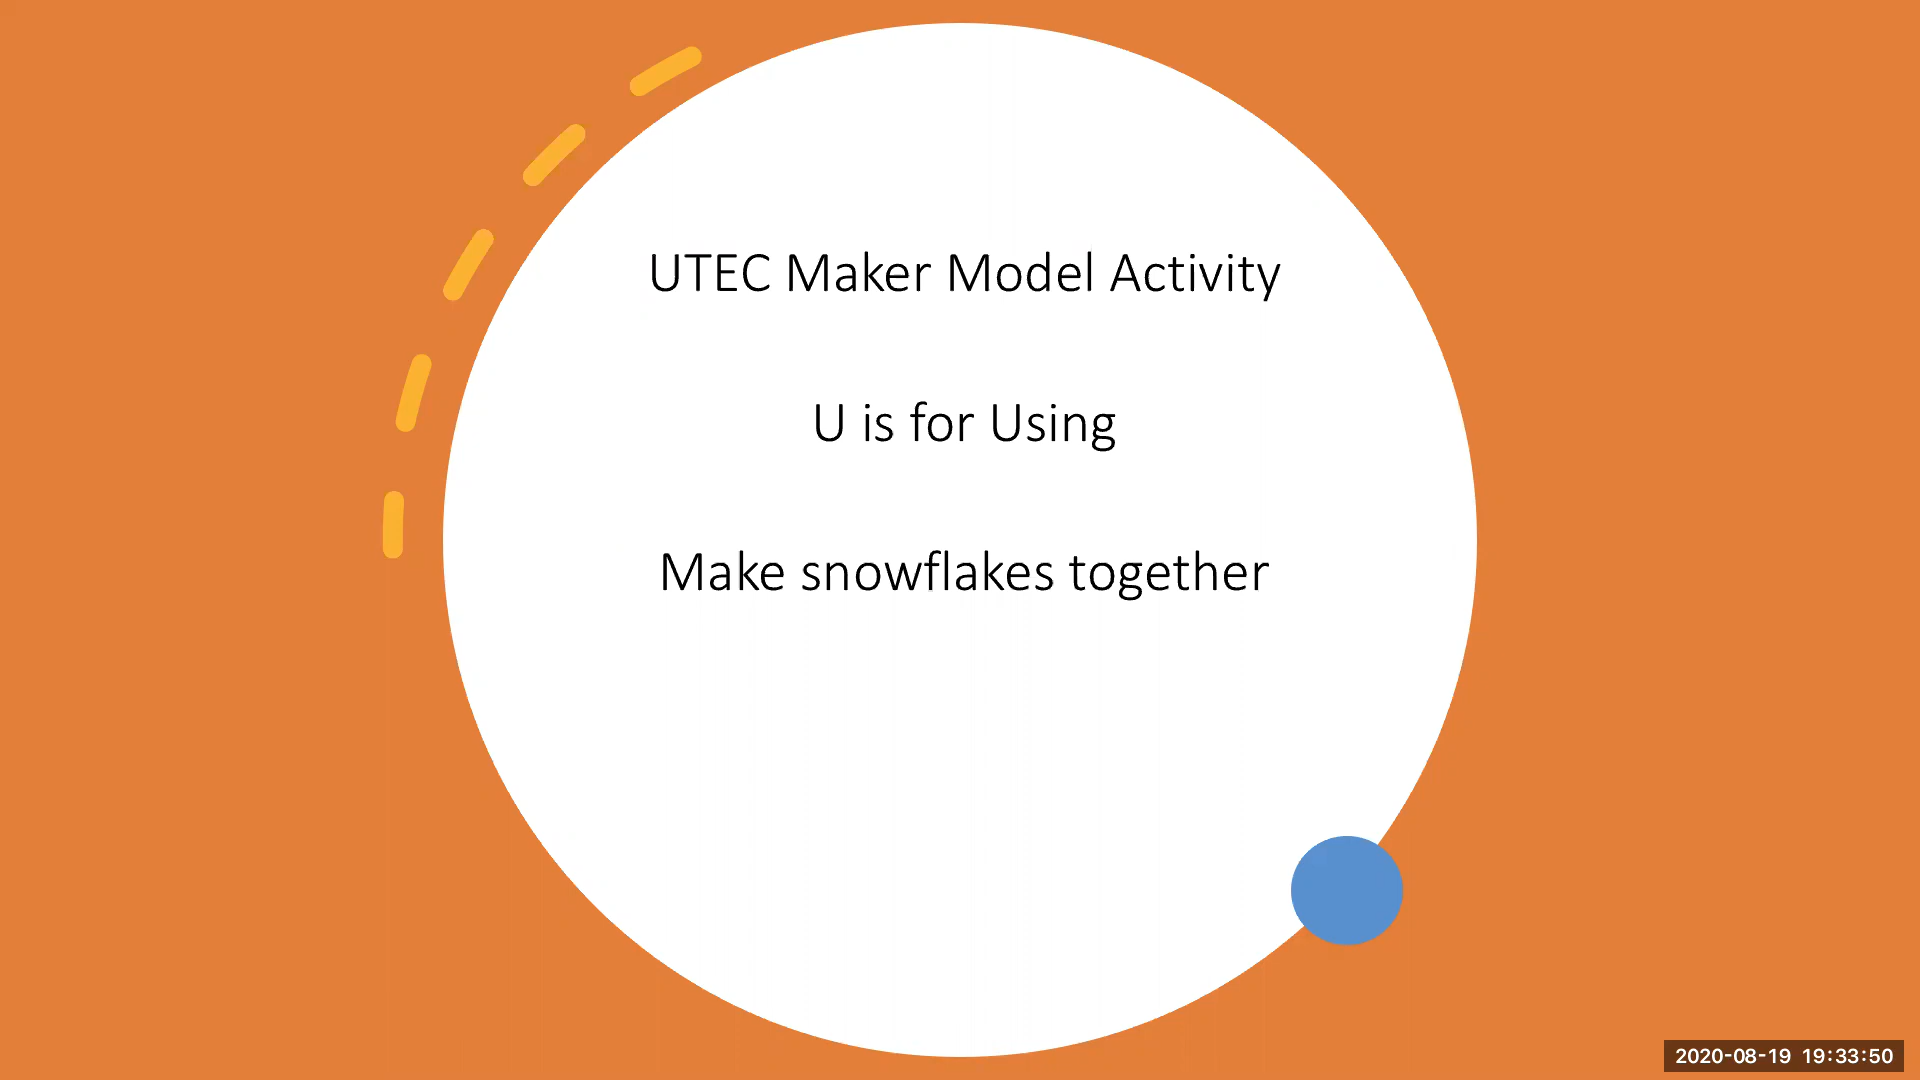 UTEC Maker Model Activity
U is for Using
Make snowflakes together
2020-08-19 19:33:50